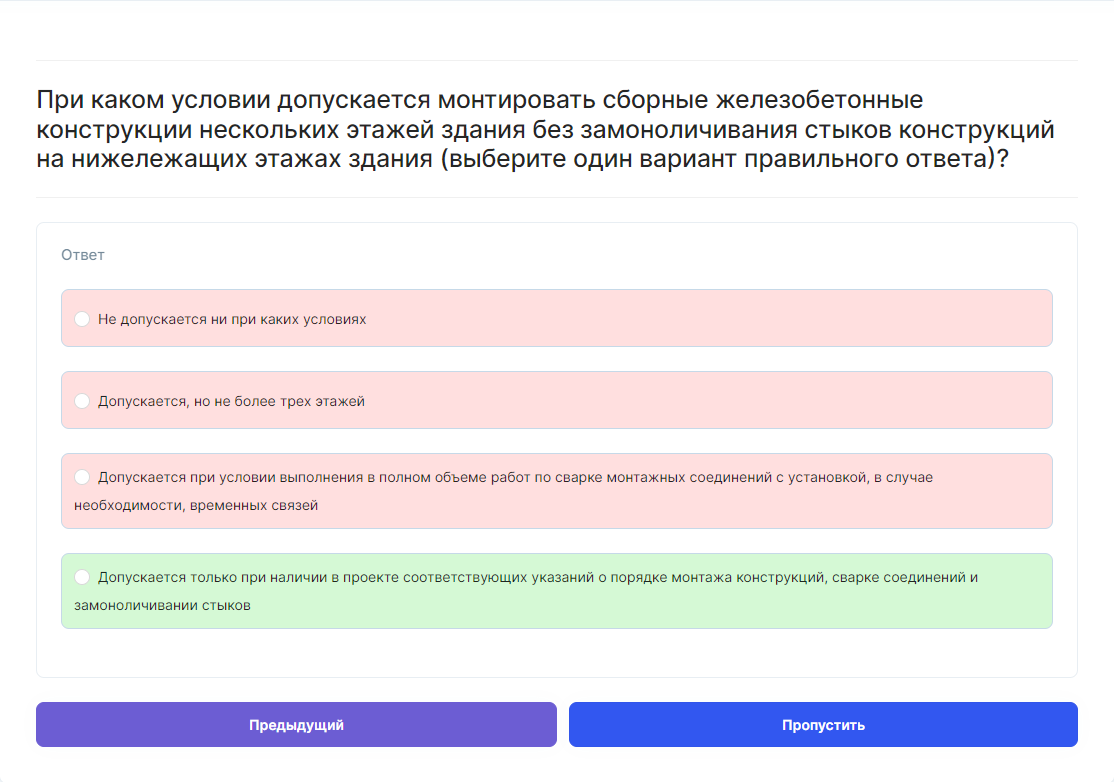 При каком условии допускается монтировать сборные железобетонные
конструкции нескольких этажей здания без замоноличивания стыков конструкций
на нижележащих этажах здания (выберите один вариант правильного ответа)?
Ответ
Не допускается ни при каких условиях
Допускается, но не более трех этажей
Допускается при условии выполнения в полном объеме работ по сварке монтажных соединений с установкой, в случае
необходимости, временных связей
Допускается только при наличии в проекте соответствующих указаний о порядке монтажа конструкций, сварке соединений и
замоноличивании стыков
Предыдущий
Пропустить